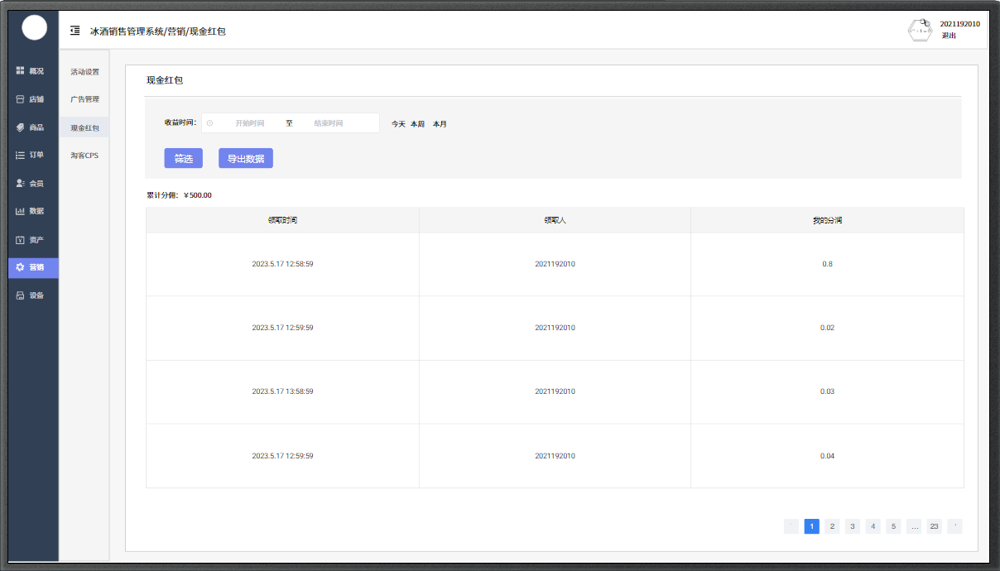 冰酒销售管理系统/营销/现金红包
2021192010
退出
概况
店铺
商品
订单
会员
数据
资产
营销
设备
活动设置
广告管理
现金红包
淘客CPS
现金红包
收益时间： 开始时间 至 结束时间 今天 本周 本月
筛选 导出数据
累计分佣：￥500.00
领取时间 领取人 我的分润
2023.5.17 12:58:59 2021192010 0.8
2023.5.17 12:59:59 2021192010 0.02
2023.5.17 13:58:59 2021192010 0.03
2023.5.17 12:59:59 2021192010 0.04
1 2 3 4 5 ... 23